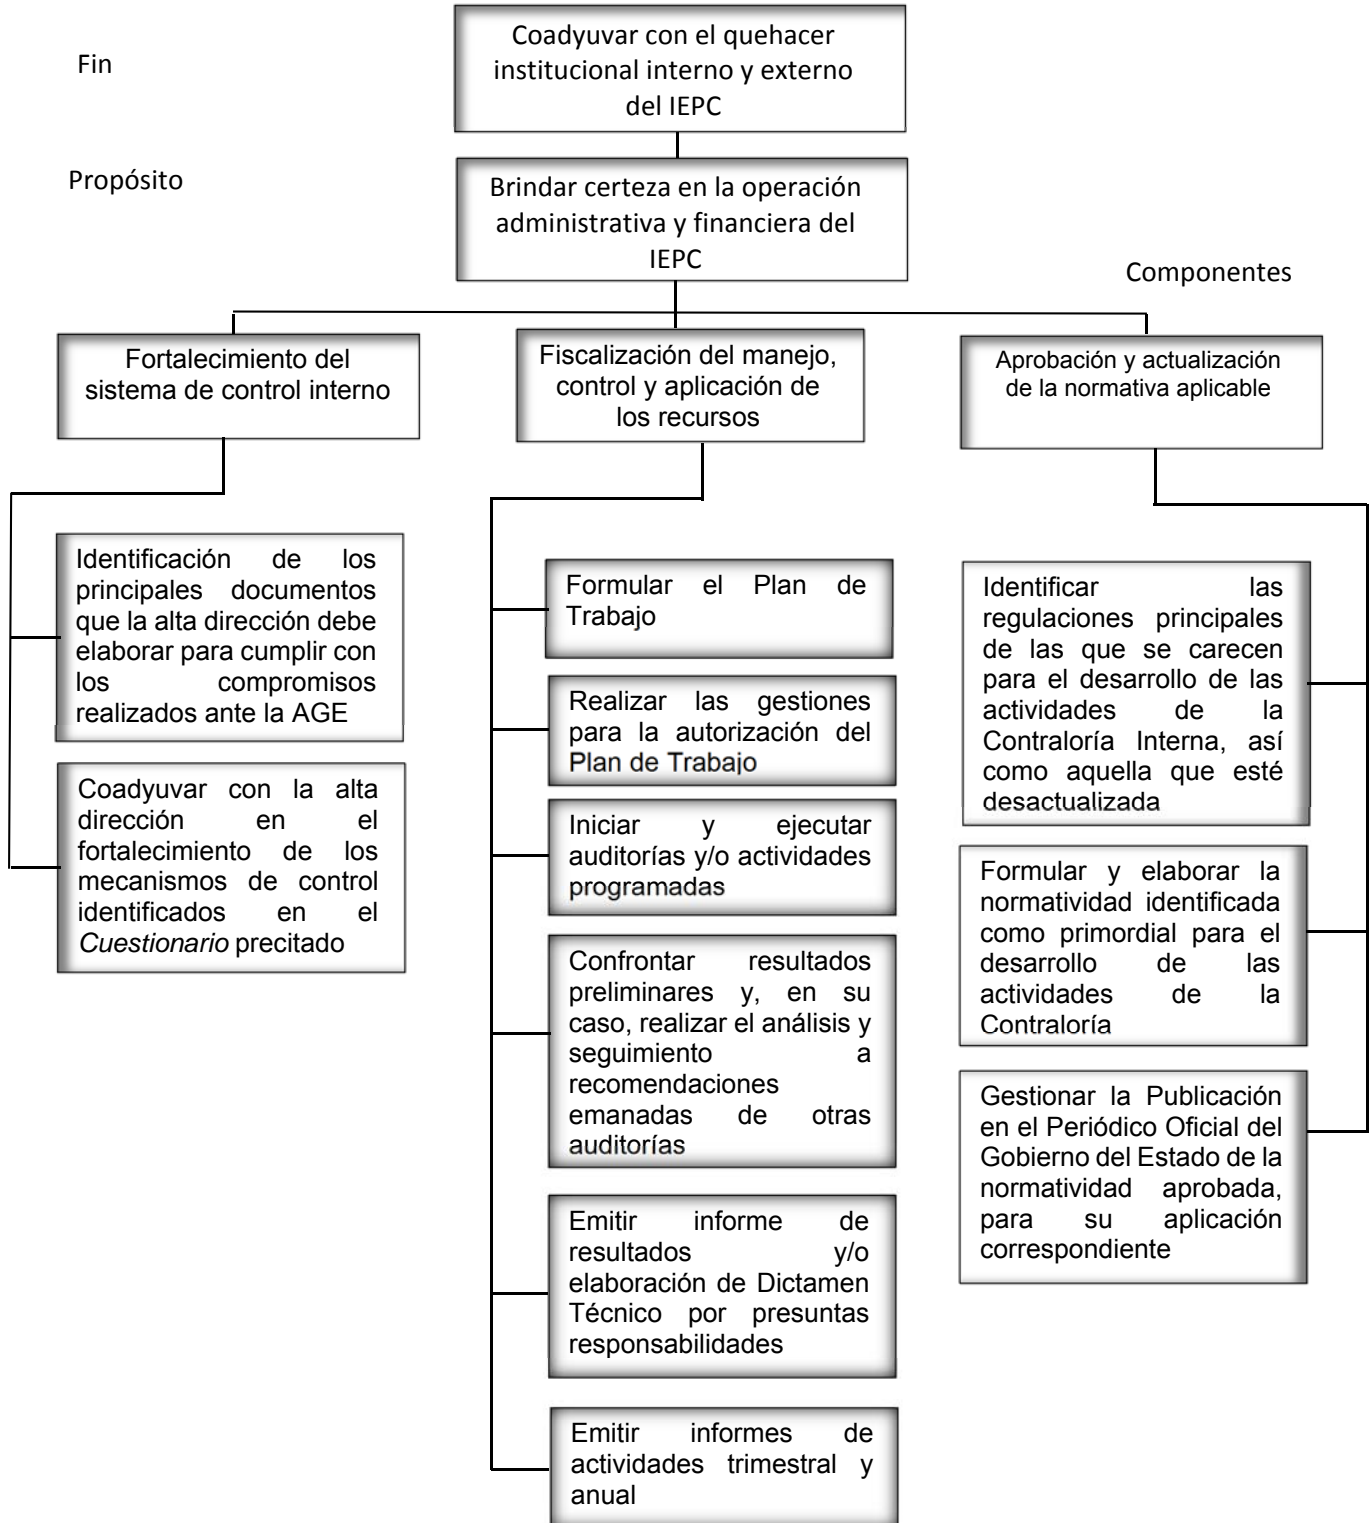 Fin
Coadyuvar con el quehacer
institucional interno y externo
del IEPC
Propósito
Brindar certeza en la operación
administrativa y financiera del
IEPC
Componentes
Fortalecimiento del
sistema de control interno
Fiscalización del manejo,
control y aplicación de
los recursos
Aprobación y actualización
de la normativa aplicable
Identificación de los
principales documentos
que la alta dirección debe
elaborar para cumplir con
los compromisos
realizados ante la AGE
Coadyuvar con la alta
dirección en el
fortalecimiento de los
mecanismos de control
identificados en el
Cuestionario precitado
Formular el Plan de
Trabajo
Realizar las gestiones
para la autorización del
Plan de Trabajo
Iniciar y ejecutar
auditorías y/o actividades
programadas
Confrontar resultados
preliminares y, en su
caso, realizar el análisis y
seguimiento a
recomendaciones
emanadas de otras
auditorías
Emitir informe de
resultados y/o
elaboración de Dictamen
Técnico por presuntas
responsabilidades
Emitir informes de
actividades trimestral y
anual
Identificar las
regulaciones principales
de las que se carecen
para el desarrollo de las
actividades de la
Contraloría Interna, así
como aquella que esté
desactualizada
Formular y elaborar la
normatividad identificada
como primordial para el
desarrollo de las
actividades de la
Contraloría
Gestionar la Publicación
en el Periódico Oficial del
Gobierno del Estado de la
normatividad aprobada,
para su aplicación
correspondiente